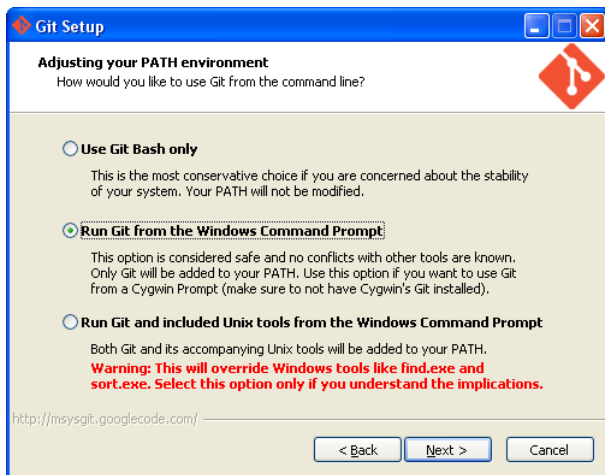 Git Setup
Adjusting your PATH environment
How would you like to use Git from the command line?
Use Git Bash only
This is the most conservative choice if you are concerned about the stability
of your system. Your PATH will not be modified.
Run Git from the Windows Command Prompt
This option is considered safe and no conflicts with other tools are known.
Only Git will be added to your PATH. Use this option if you want to use Git
from a Cygwin Prompt (make sure to not have Cygwin's Git installed).
Run Git and included Unix tools from the Windows Command Prompt
Both Git and its accompanying Unix tools will be added to your PATH.
Warning: This will override Windows tools like find.exe and
sort.exe. Select this option only if you understand the implications.
http://msysgit.googlecode.com/
< Back Next > Cancel